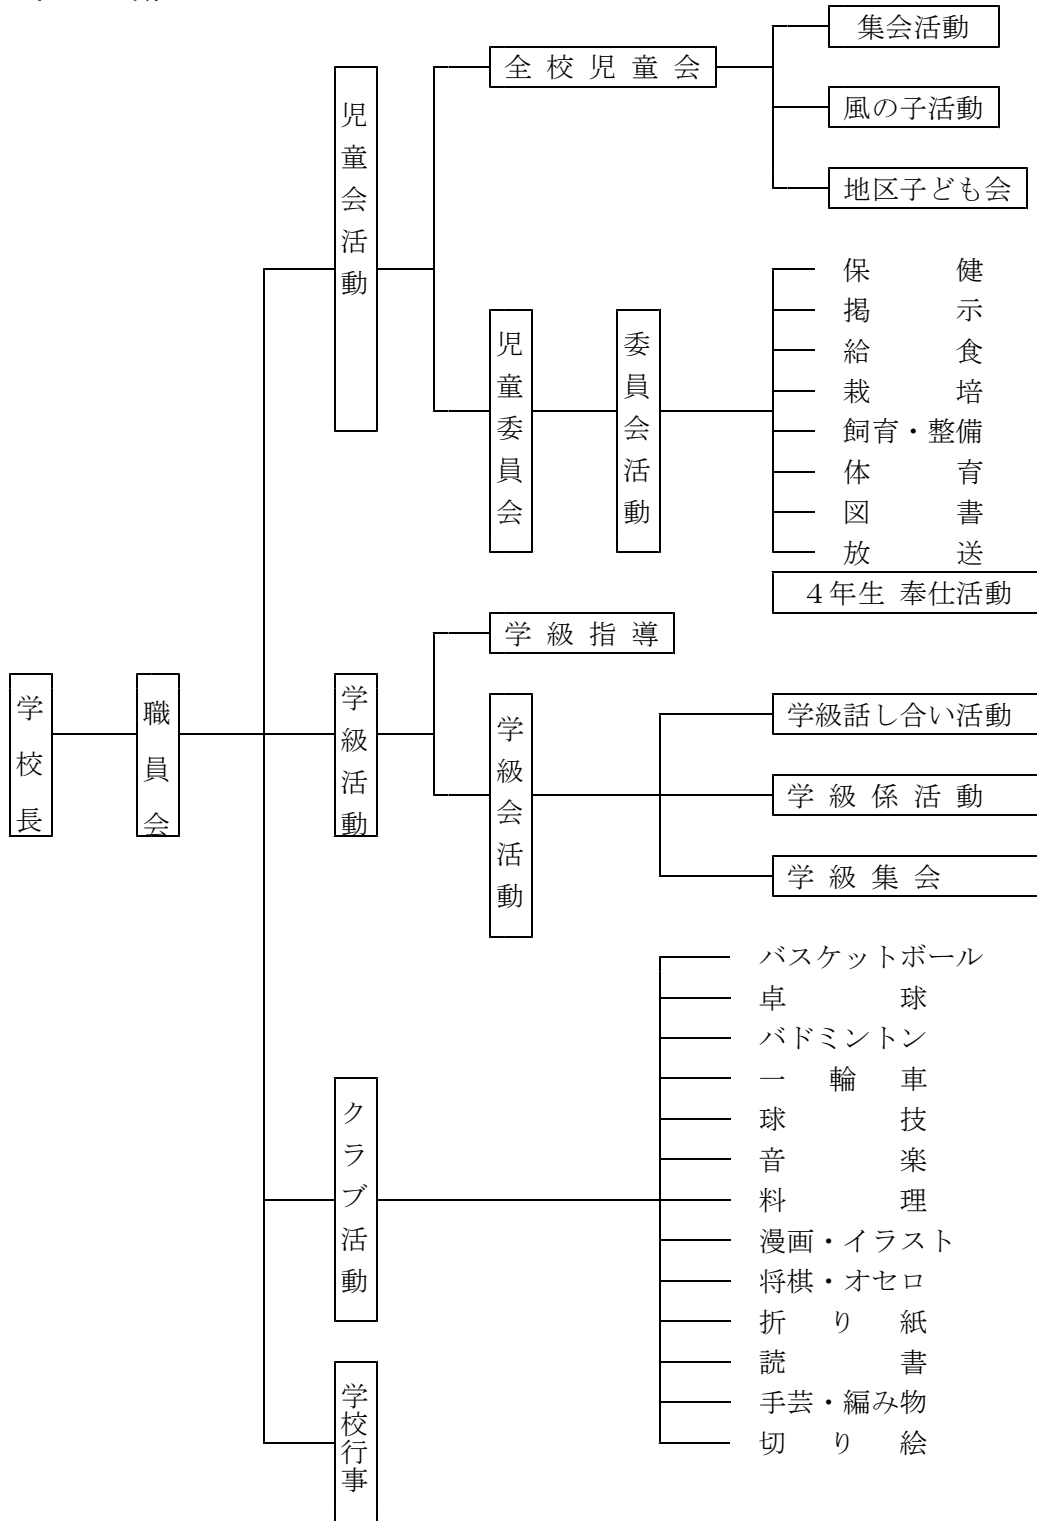 集会活動
全校児童会
風の子活動
地区子ども会
児童会活動
保健
掲示
給食
栽培
飼育・整備
体育
図書
放送
児童委員会
委員会活動
４年生 奉仕活動
学級指導
学校長
職員会
学級活動
学級会活動
学級話し合い活動
学級係活動
学級集会
クラブ活動
バスケットボール
卓球
バドミントン
一輪車
球技
音楽
料理
漫画・イラスト
将棋・オセロ
折り紙
読書
手芸・編み物
切り絵
学校行事